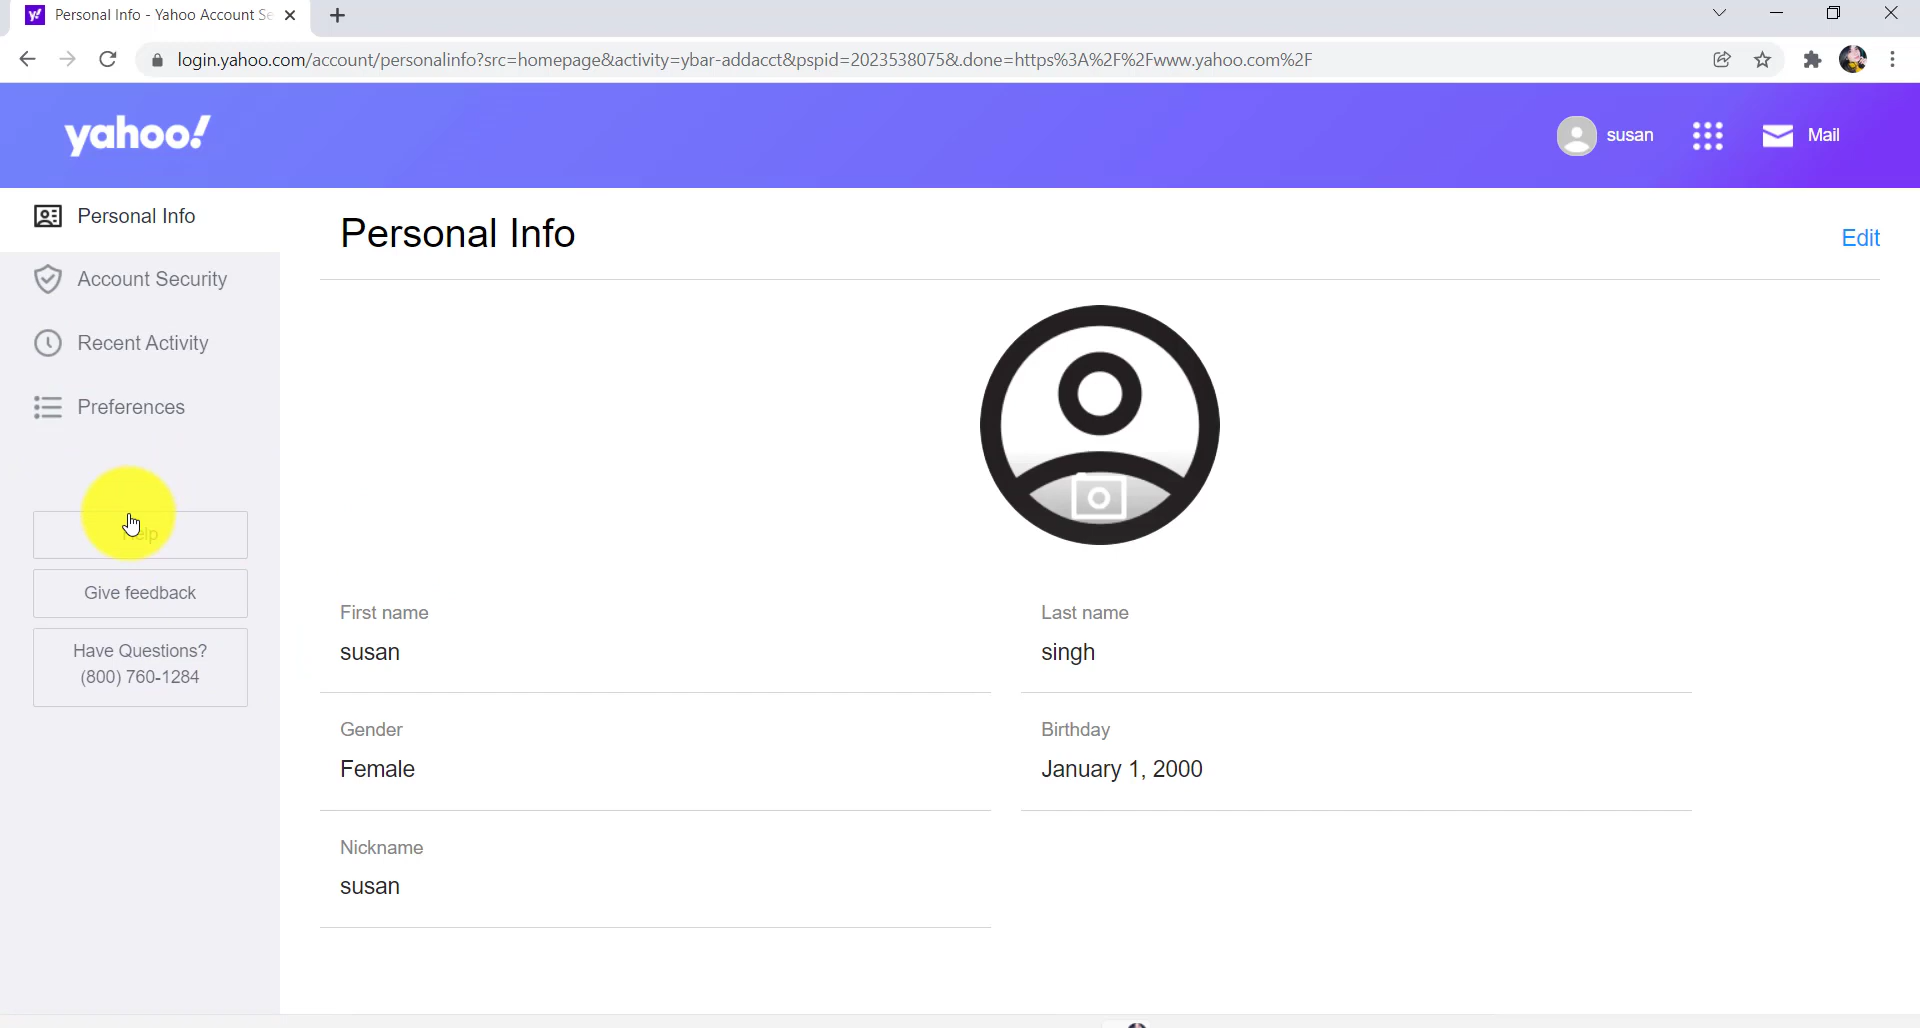 Personal Info - Yahoo Account Se
login.yahoo.com/account/personalinfo?src=homepage&activity=ybar-addacct&pspid=2023538075&.done=https%3A%2F%2Fwww.yahoo.com%2F
yahoo!
susan
Mail
Personal Info
Account Security
Recent Activity
Preferences
Help
Give feedback
Have Questions?
(800) 760-1284
Personal Info
Edit
First name
susan
Last name
singh
Gender
Female
Birthday
January 1, 2000
Nickname
susan